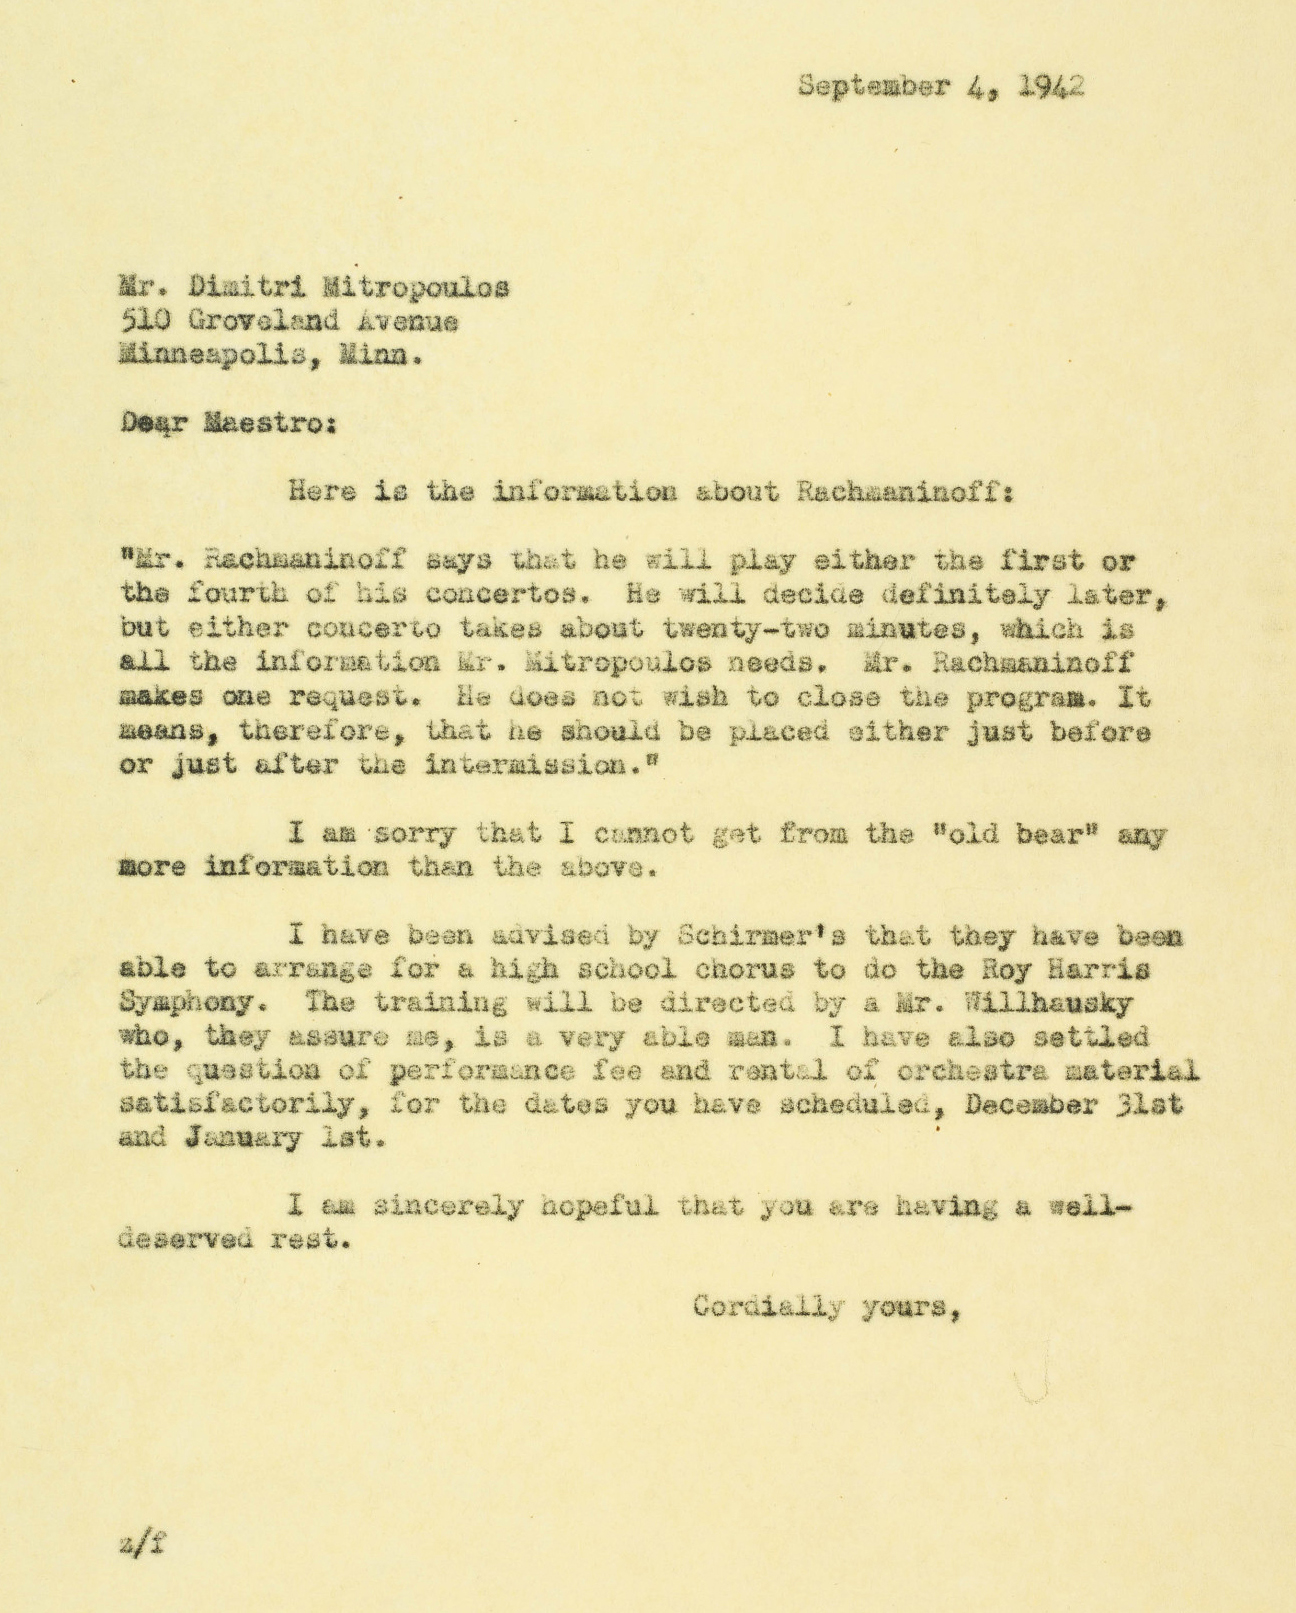 September 4, 1942
Mr. Dimitri Mitropoulos
510 Groveland Avenue
Minneapolis, Minn.
Dear Maestro:
Here is the information about Rachmaninoff:
"Mr. Rachmaninoff says that he will play either the first or
the fourth of his concertos. He will decide definitely later,
but either concerto takes about twenty-two minutes, which is
all the information Mr. Mitropoulos needs. Mr. Rachmaninoff
makes one request. He does not wish to close the program. It
means, therefore, that he should be placed either just before
or just after the intermission."
I am sorry that I cannot get from the "old bear" any
more information than the above.
I have been advised by Schirmer's that they have been
able to arrange for a high school chorus to do the Roy Harris
Symphony. The training will be directed by a Mr. Willhausky
who, they assure me, is a very able man. I have also settled
the question of performance fee and rental of orchestra material
satisfactorily, for the dates you have scheduled, December 31st
and January 1st.
I am sincerely hopeful that you are having a well-
deserved rest.
Cordially yours,
z/f